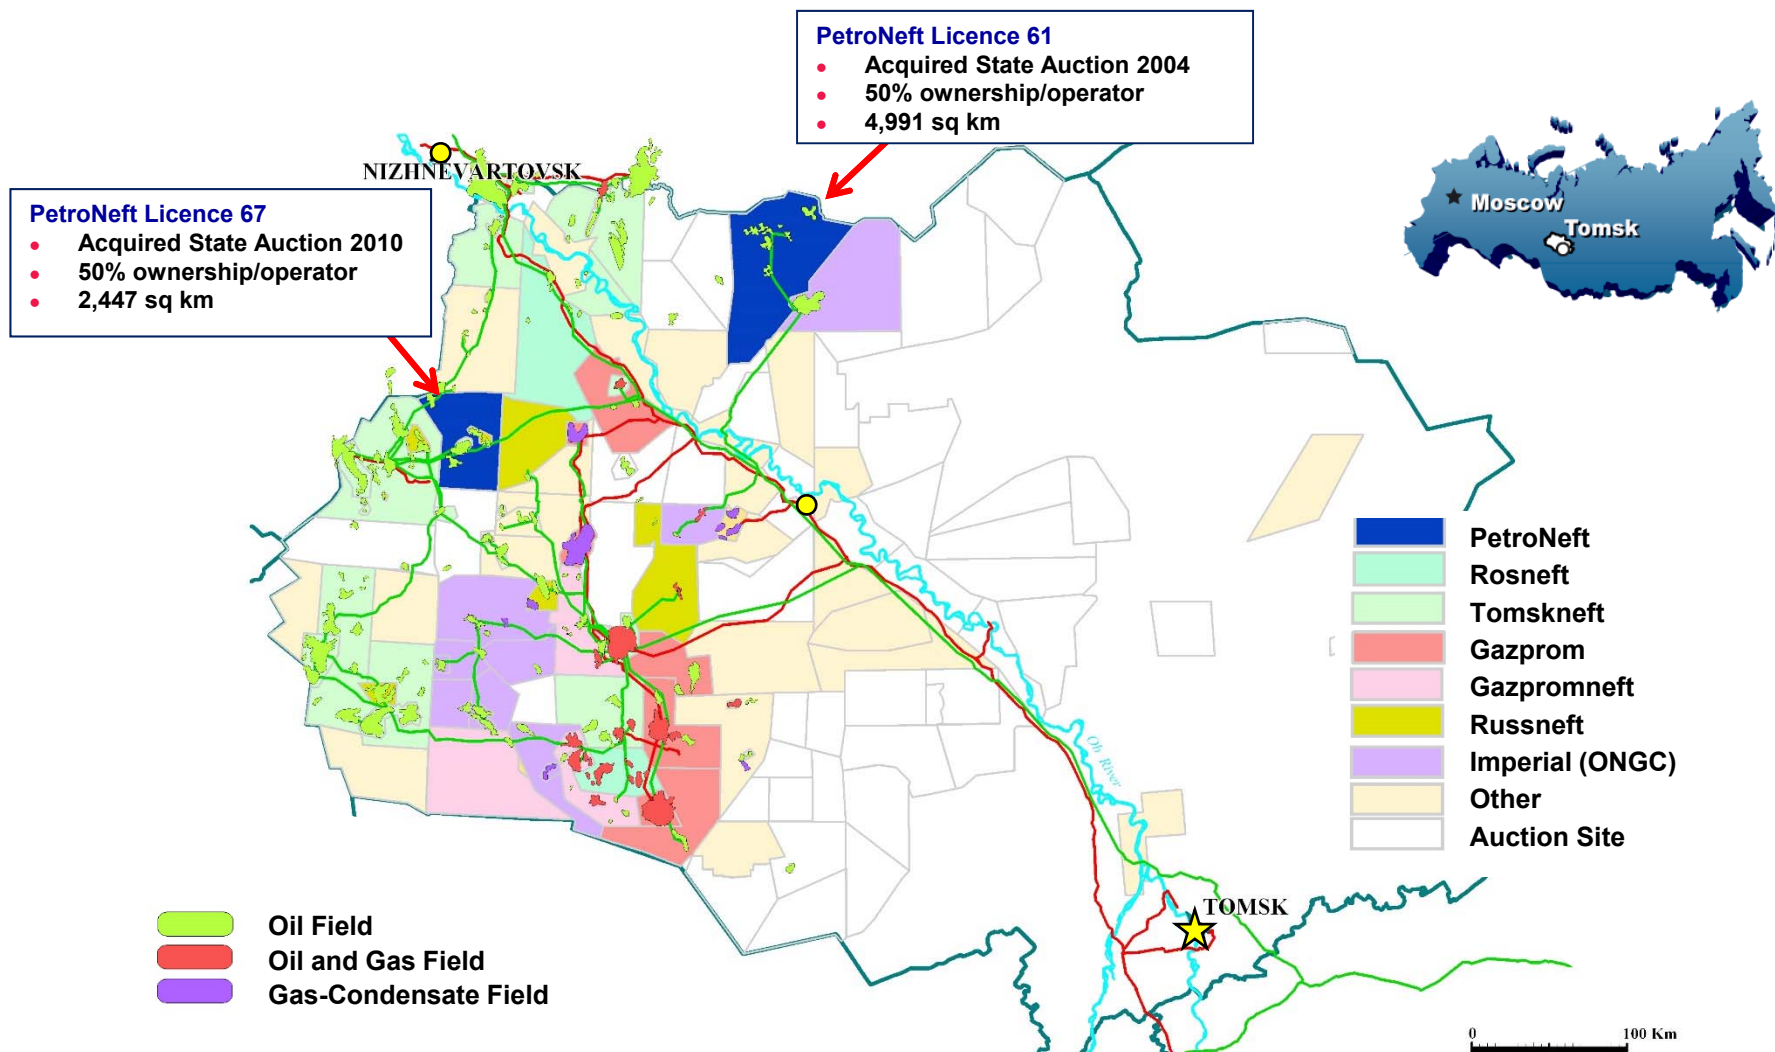 PetroNeft Licence 61
• Acquired State Auction 2004
• 50% ownership/operator
• 4,991 sq km
NIZHNEVARTOVSK
PetroNeft Licence 67
• Acquired State Auction 2010
• 50% ownership/operator
• 2,447 sq km
Moscow
Tomsk
PetroNeft
Rosneft
Tomskneft
Gazprom
Gazpromneft
Russneft
Imperial (ONGC)
Other
Auction Site
Ob River
TOMSK
Oil Field
Oil and Gas Field
Gas-Condensate Field
0 100 Km